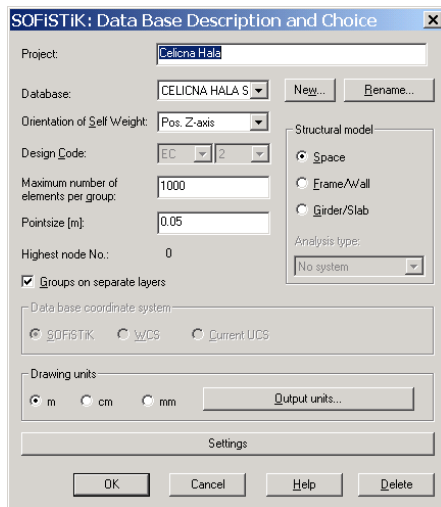 SOFiSTiK: Data Base Description and Choice
Project: Celicna Hala
Database: CELICNA HALA S New... Rename...
Orientation of Self Weight: Pos. Z-axis
Structural model
Design Code: EC 2
Space
Maximum number of elements per group: 1000
Frame/Wall
Pointsize [m]: 0.05
Girder/Slab
Highest node No.: 0
Analysis type:
No system
Groups on separate layers
Data base coordinate system
SOFiSTiK WCS Current UCS
Drawing units
m cm mm Output units...
Settings
OK Cancel Help Delete